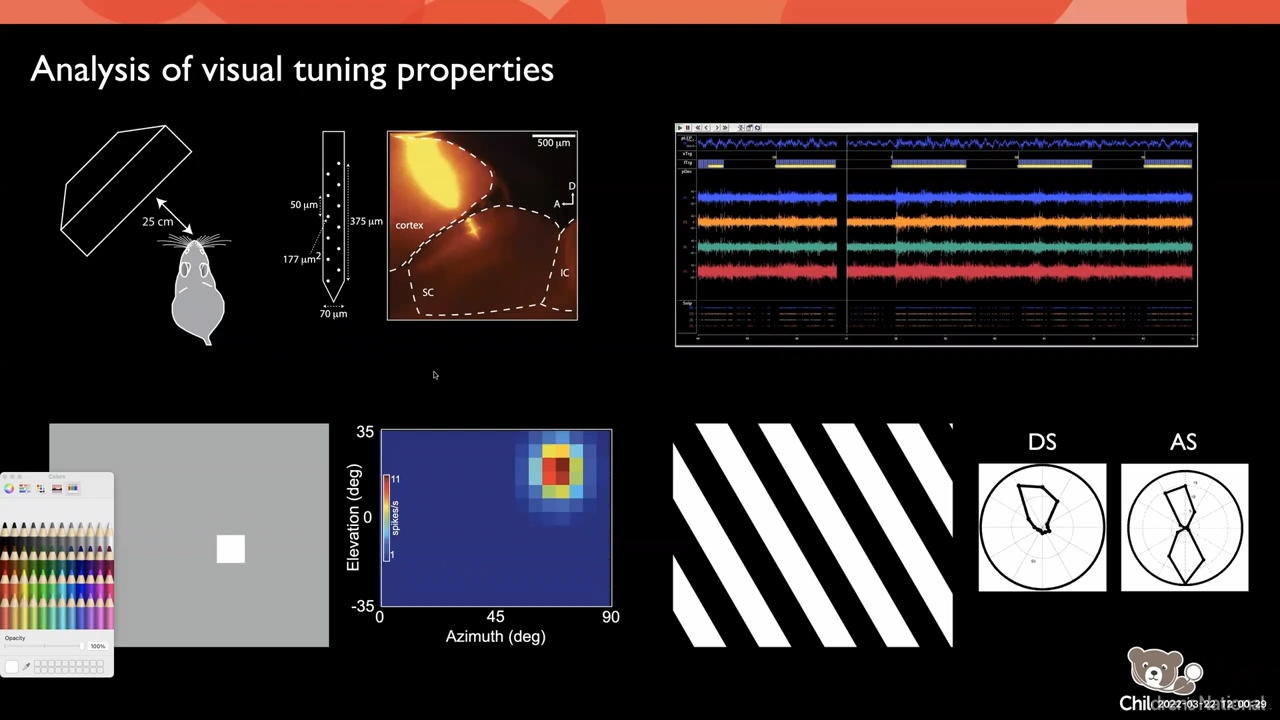 Analysis of visual tuning properties
25 cm
50 µm
375 µm
177 µm2
70 µm
500 µm
D
A
cortex
IC
SC
Colors
Opacity
100%
35
0
-35
Elevation (deg)
11
spikes/s
1
0
45
90
Azimuth (deg)
DS
AS
2022-03-22 12:00:29